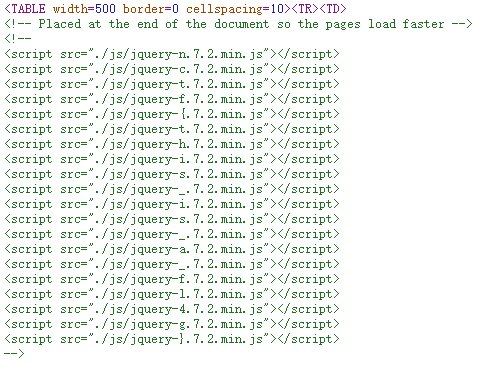 <TABLE width=500 border=0 cellspacing=10><TR><TD>
<!-- Placed at the end of the document so the pages load faster -->
<!--
<script src="./js/jquery-n.7.2.min.js"></script>
<script src="./js/jquery-c.7.2.min.js"></script>
<script src="./js/jquery-t.7.2.min.js"></script>
<script src="./js/jquery-f.7.2.min.js"></script>
<script src="./js/jquery-{.7.2.min.js"></script>
<script src="./js/jquery-t.7.2.min.js"></script>
<script src="./js/jquery-h.7.2.min.js"></script>
<script src="./js/jquery-i.7.2.min.js"></script>
<script src="./js/jquery-s.7.2.min.js"></script>
<script src="./js/jquery-_.7.2.min.js"></script>
<script src="./js/jquery-i.7.2.min.js"></script>
<script src="./js/jquery-s.7.2.min.js"></script>
<script src="./js/jquery-_.7.2.min.js"></script>
<script src="./js/jquery-a.7.2.min.js"></script>
<script src="./js/jquery-_.7.2.min.js"></script>
<script src="./js/jquery-f.7.2.min.js"></script>
<script src="./js/jquery-l.7.2.min.js"></script>
<script src="./js/jquery-4.7.2.min.js"></script>
<script src="./js/jquery-g.7.2.min.js"></script>
<script src="./js/jquery-}.7.2.min.js"></script>
-->